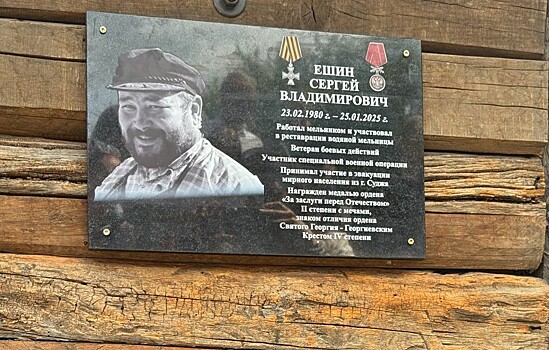 ЕШИН
СЕРГЕЙ
ВЛАДИМИРОВИЧ
23.02.1980 г. – 25.01.2025 г.
Работал мельником и участвовал
в реставрации водяной мельницы
Ветеран боевых действий
Участник специальной военной операции
Принимал участие в эвакуации
мирного населения из г. Суджа
Награжден медалью ордена
«За заслуги перед Отечеством»
II степени с мечами,
знаком отличия ордена
Святого Георгия - Георгиевским
Крестом IV степени